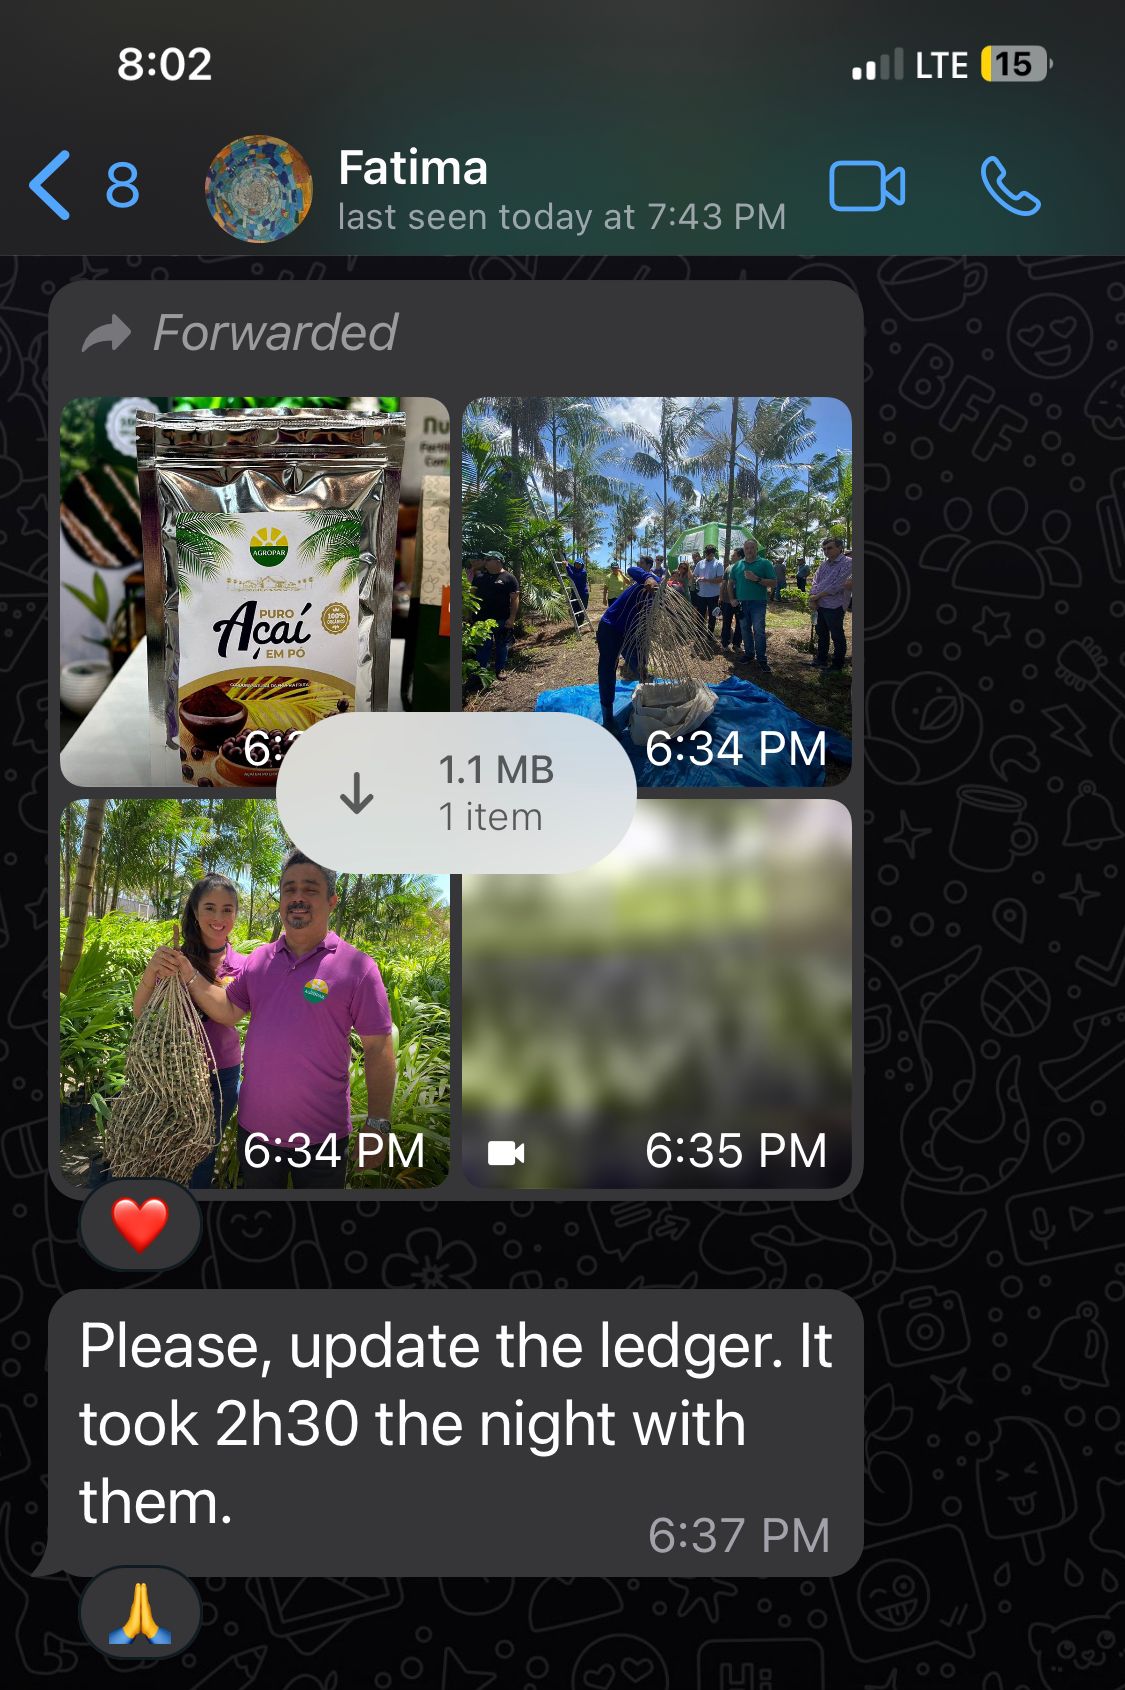 8:02
LTE
15
8
Fatima
last seen today at 7:43 PM
Forwarded
AGROPAR
PURO
Açaí
EM PÓ
100%
6:34 PM
1.1 MB
1 item
AGROPAR
6:34 PM
6:35 PM
Please, update the ledger. It
took 2h30 the night with
them.
6:37 PM